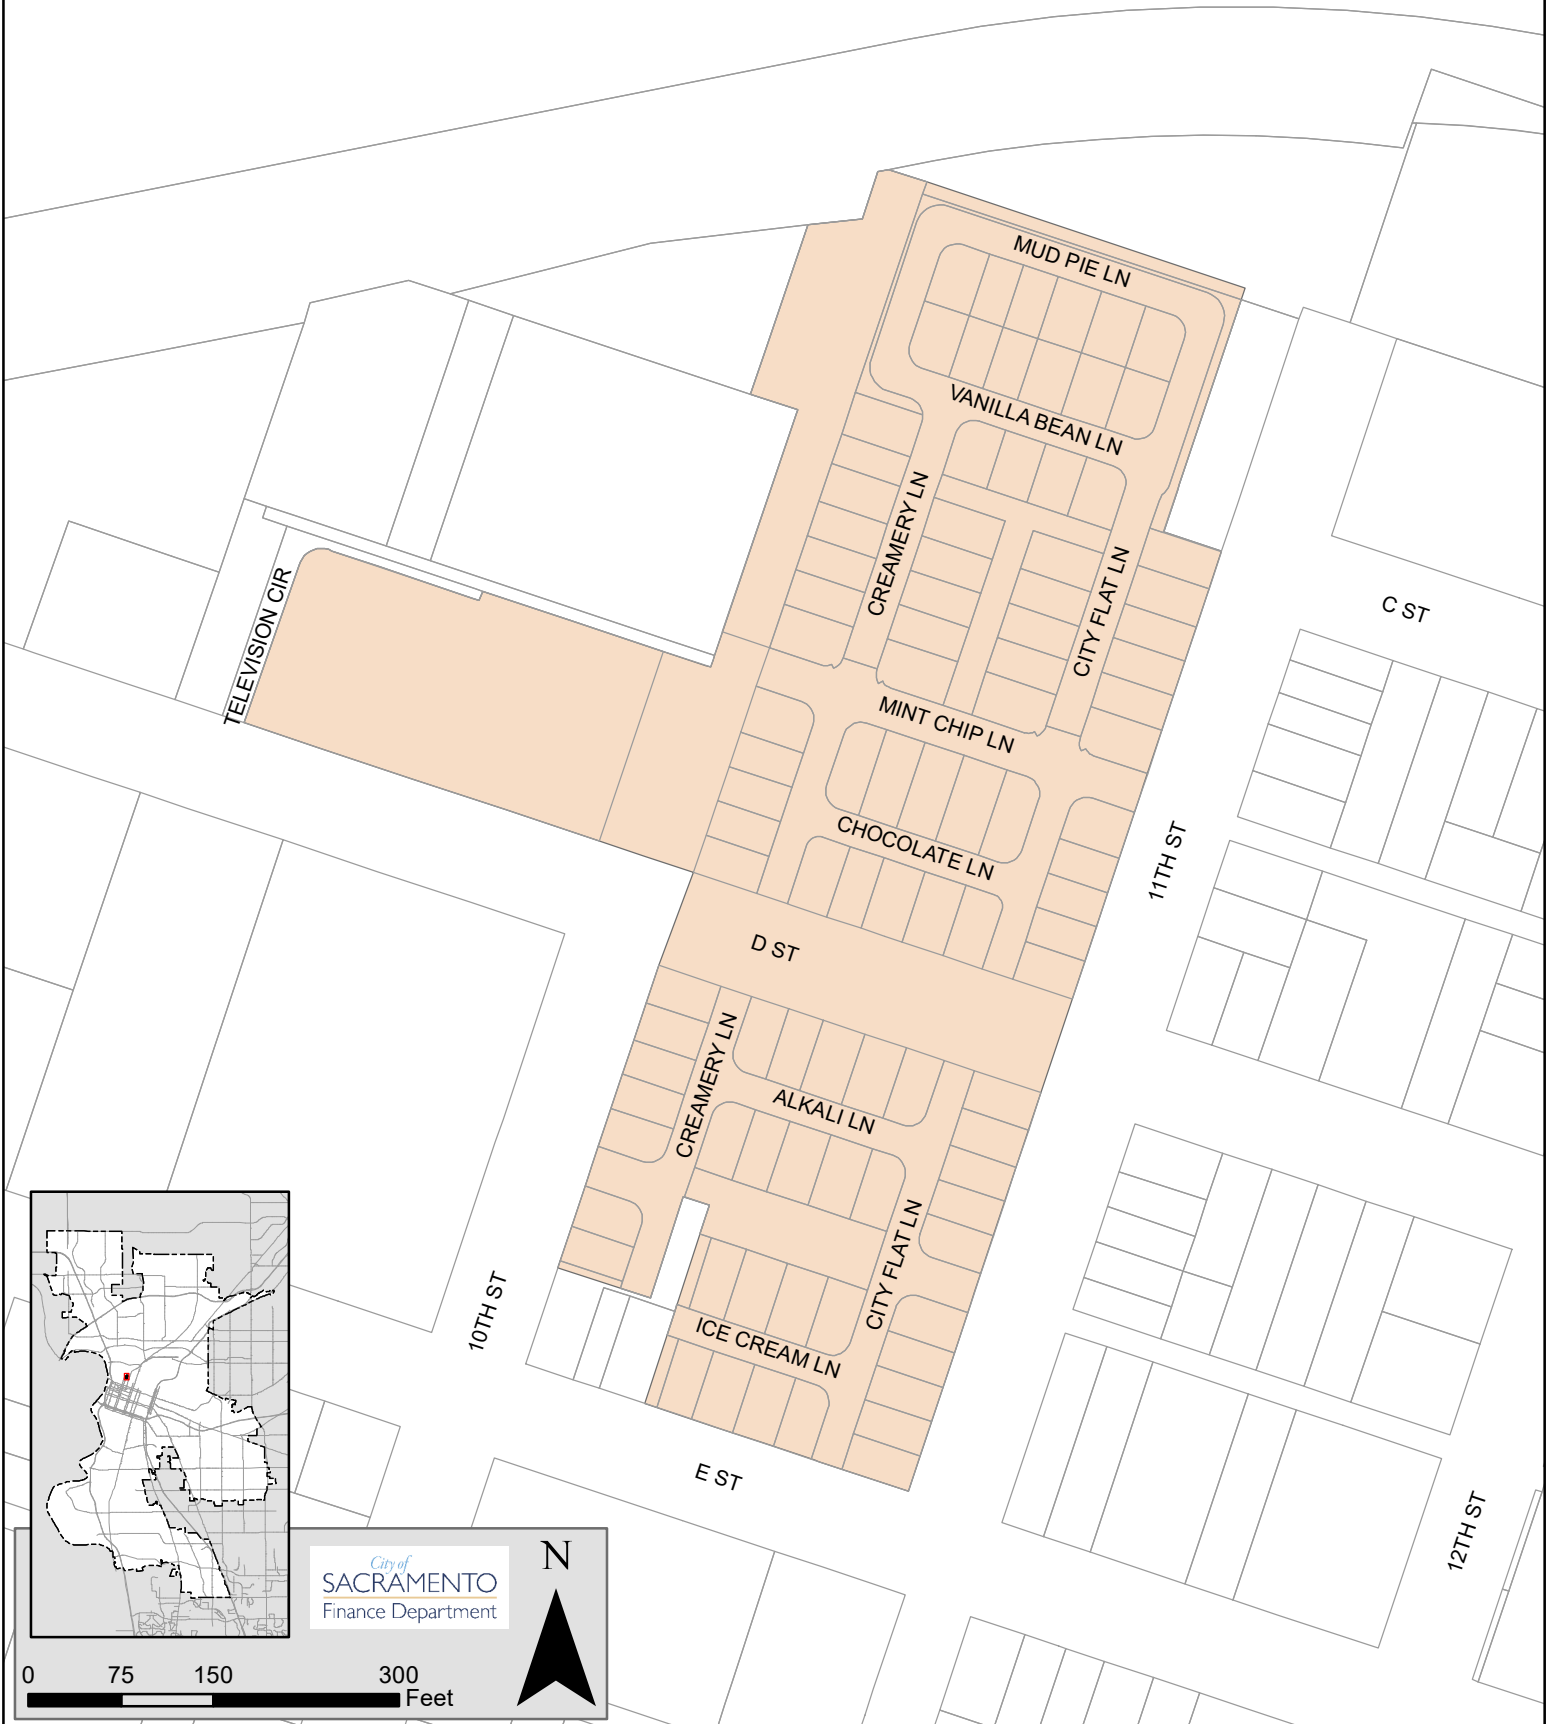 MUD PIE LN
VANILLA BEAN LN
CREAMERY LN
CITY FLAT LN
C ST
TELEVISION CIR
MINT CHIP LN
CHOCOLATE LN
11TH ST
D ST
CREAMERY LN
ALKALI LN
CITY FLAT LN
10TH ST
ICE CREAM LN
E ST
12TH ST
City of
SACRAMENTO
Finance Department
N
0 75 150 300
Feet